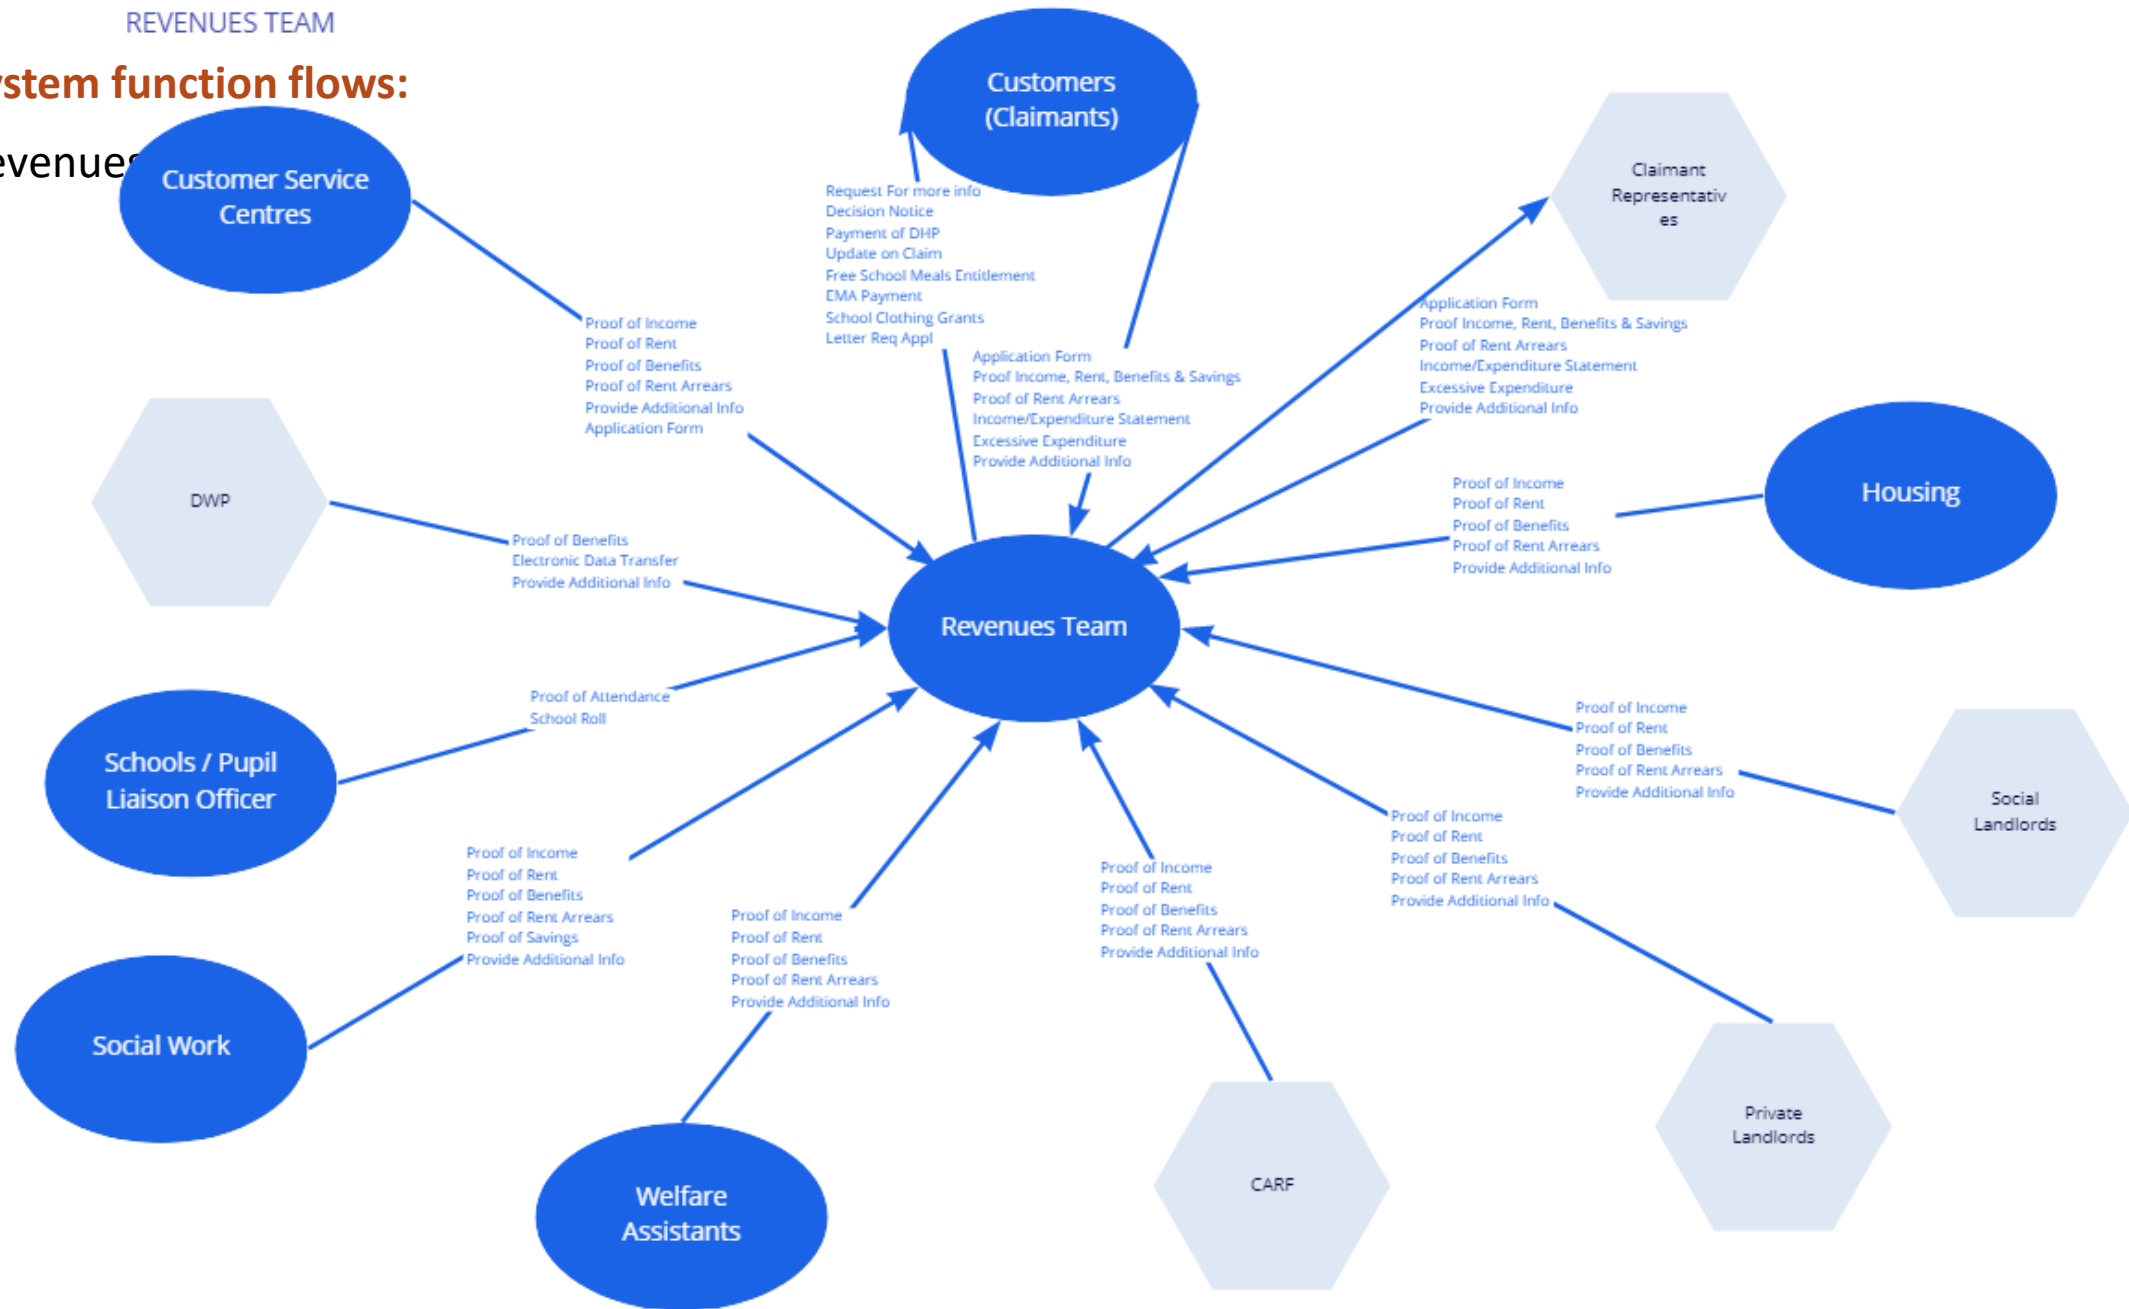 REVENUES TEAM
ystem function flows:
evenues
Customer Service
Centres
Customers
(Claimants)
Claimant
Representativ
es
Request For more info
Decision Notice
Payment of DHP
Update on Claim
Free School Meals Entitlement
EMA Payment
School Clothing Grants
Letter Req Appl
Proof of Income
Proof of Rent
Proof of Benefits
Proof of Rent Arrears
Provide Additional Info
Application Form
Application Form
Proof Income, Rent, Benefits & Savings
Proof of Rent Arrears
Income/Expenditure Statement
Excessive Expenditure
Provide Additional Info
Application Form
Proof Income, Rent, Benefits & Savings
Proof of Rent Arrears
Income/Expenditure Statement
Excessive Expenditure
Provide Additional Info
DWP
Proof of Benefits
Electronic Data Transfer
Provide Additional Info
Proof of Income
Proof of Rent
Proof of Benefits
Proof of Rent Arrears
Provide Additional Info
Housing
Revenues Team
Schools / Pupil
Liaison Officer
Proof of Attendance
School Roll
Proof of Income
Proof of Rent
Proof of Benefits
Proof of Rent Arrears
Provide Additional Info
Social
Landlords
Social Work
Proof of Income
Proof of Rent
Proof of Benefits
Proof of Rent Arrears
Proof of Savings
Provide Additional Info
Proof of Income
Proof of Rent
Proof of Benefits
Proof of Rent Arrears
Provide Additional Info
Proof of Income
Proof of Rent
Proof of Benefits
Proof of Rent Arrears
Provide Additional Info
Proof of Income
Proof of Rent
Proof of Benefits
Proof of Rent Arrears
Provide Additional Info
Welfare
Assistants
CARF
Private
Landlords